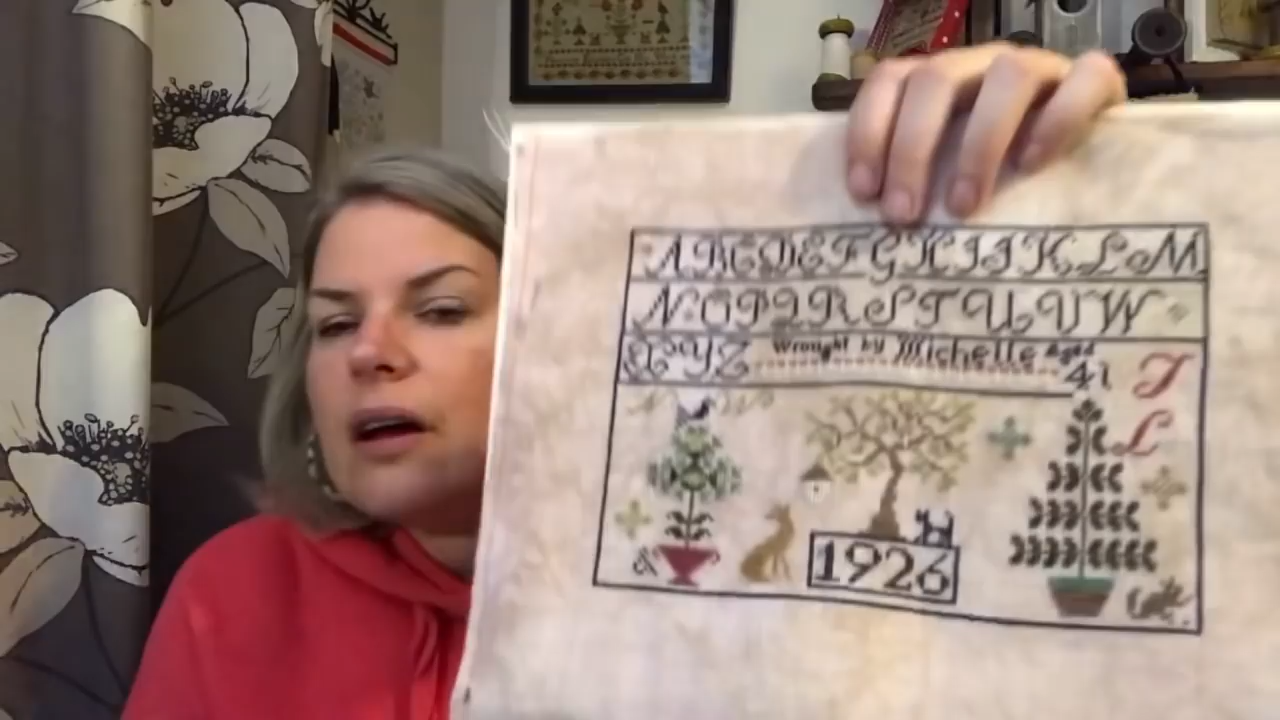 ABCDEFGHIJKLM
NOPQRSTUVW
XYZ Wrought by Michelle Aged
41
T
L
1926